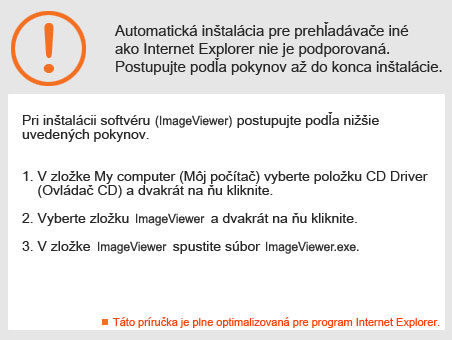 Automatická inštalácia pre prehľadávače iné
ako Internet Explorer nie je podporovaná.
Postupujte podľa pokynov až do konca inštalácie.
Pri inštalácii softvéru (ImageViewer) postupujte podľa nižšie
uvedených pokynov.
1. V zložke My computer (Môj počítač) vyberte položku CD Driver
(Ovládač CD) a dvakrát na ňu kliknite.
2. Vyberte zložku ImageViewer a dvakrát na ňu kliknite.
3. V zložke ImageViewer spustite súbor ImageViewer.exe.
Táto príručka je plne optimalizovaná pre program Internet Explorer.